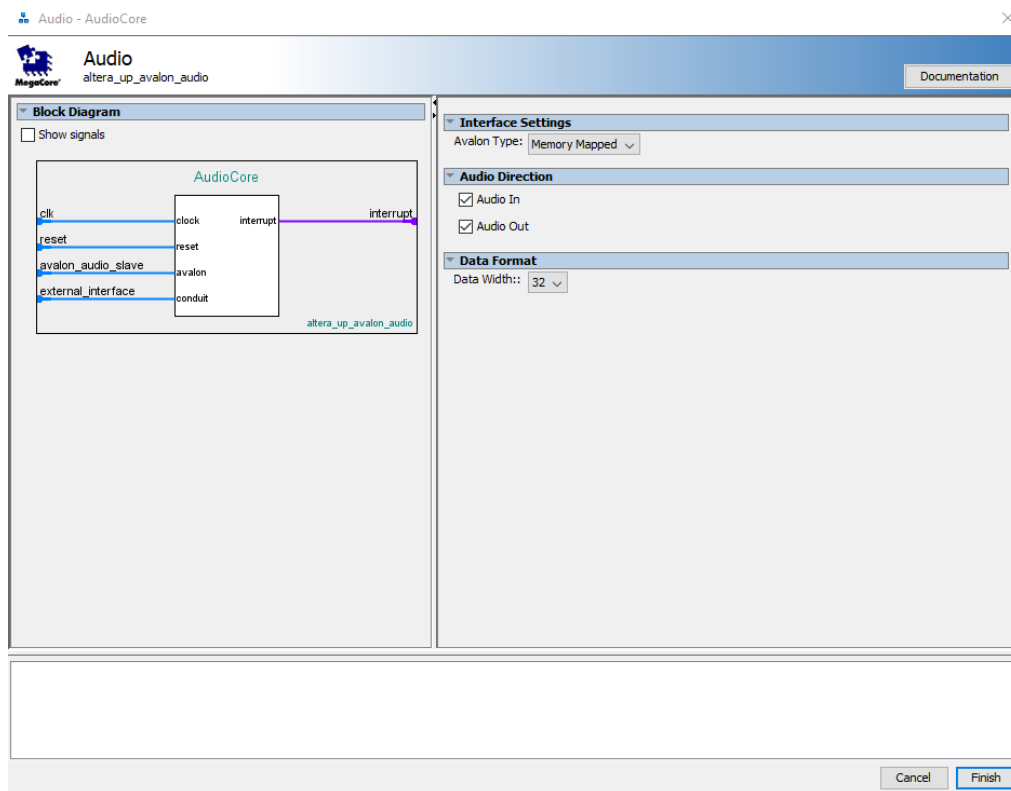 Audio - AudioCore
Audio
altera_up_avalon_audio
MegaCore'
Documentation
Block Diagram
Show signals
AudioCore
clk
clock
interrupt
interrupt
reset
reset
avalon_audio_slave
avalon
external_interface
conduit
altera_up_avalon_audio
Interface Settings
Avalon Type: Memory Mapped
Audio Direction
Audio In
Audio Out
Data Format
Data Width:: 32
Cancel
Finish